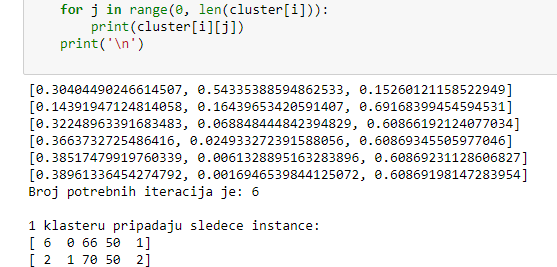 for j in range(0, len(cluster[i])):
print(cluster[i][j])
print('\n')
[0.30404490246614507, 0.54335388594862533, 0.15260121158522949]
[0.14391947124814058, 0.16439653420591407, 0.69168399454594531]
[0.32248963391683483, 0.068848444842394829, 0.60866192124077034]
[0.3663732725486416, 0.024933272391588056, 0.60869345505977046]
[0.38517479919760339, 0.0061328895163283896, 0.60869231128606827]
[0.38961336454274792, 0.0016946539844125072, 0.60869198147283954]
Broj potrebnih iteracija je: 6
1 klasteru pripadaju sledece instance:
[ 6  0 66 50  1]
[ 2  1 70 50  2]